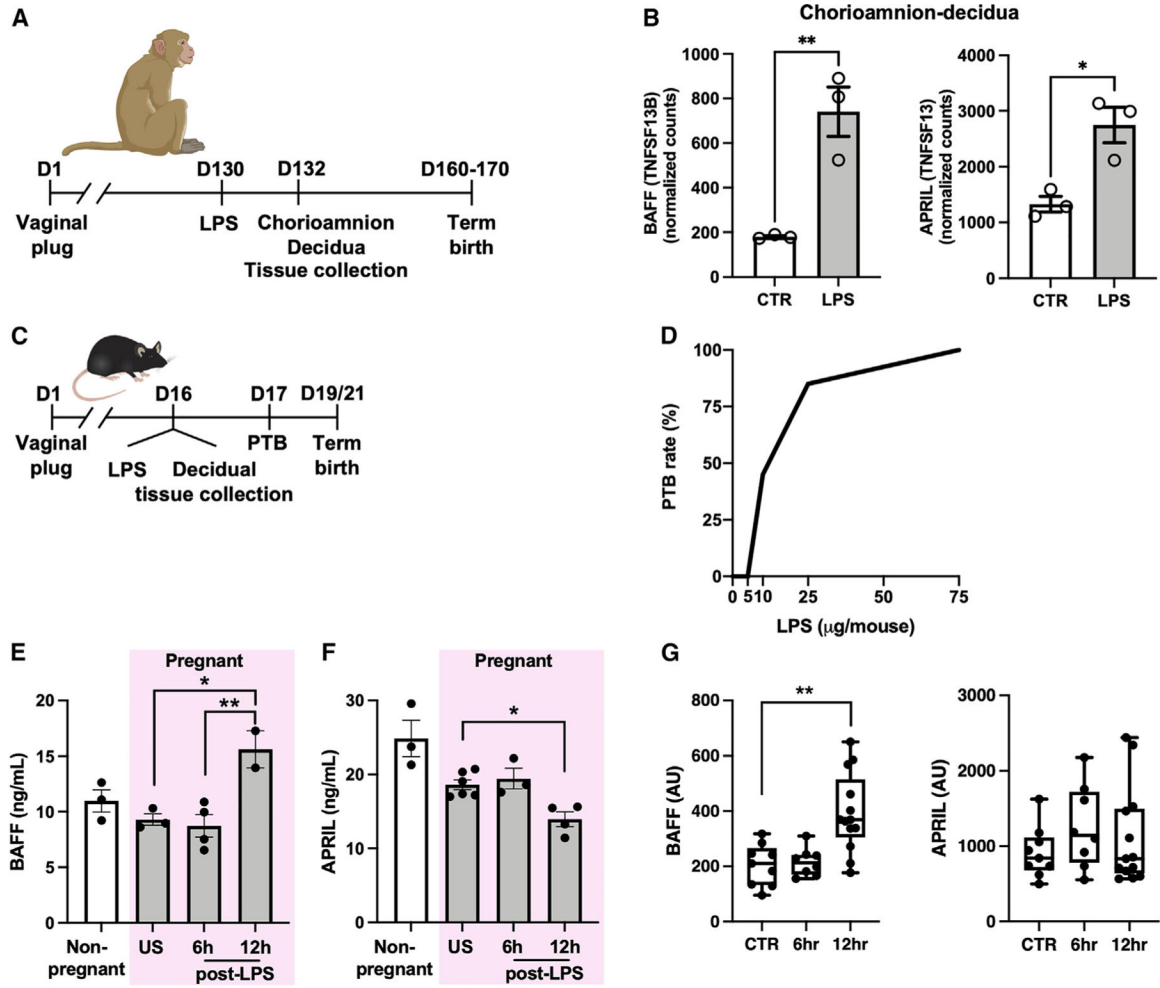 A
D1
D130
D132
D160-170
Vaginal
plug
LPS
Chorioamnion
Decidua
Tissue collection
Term
birth
B
Chorioamnion-decidua
BAFF (TNFSF13B)
(normalized counts)
1000
800
600
400
200
0
**
CTR
LPS
APRIL (TNFSF13)
(normalized counts)
4000
3000
2000
1000
0
*
CTR
LPS
C
D1
D16
D17
D19/21
Vaginal
plug
LPS
Decidual
tissue collection
PTB
Term
birth
D
PTB rate (%)
100
75
50
25
0
0 5 10 25 50 75
LPS (μg/mouse)
E
Pregnant
BAFF (ng/mL)
20
15
10
5
0
*
**
Non-
pregnant
US
6h
12h
post-LPS
F
Pregnant
APRIL (ng/mL)
30
20
10
0
*
Non-
pregnant
US
6h
12h
post-LPS
G
BAFF (AU)
800
600
400
200
0
**
CTR
6hr
12hr
APRIL (AU)
3000
2000
1000
0
CTR
6hr
12hr